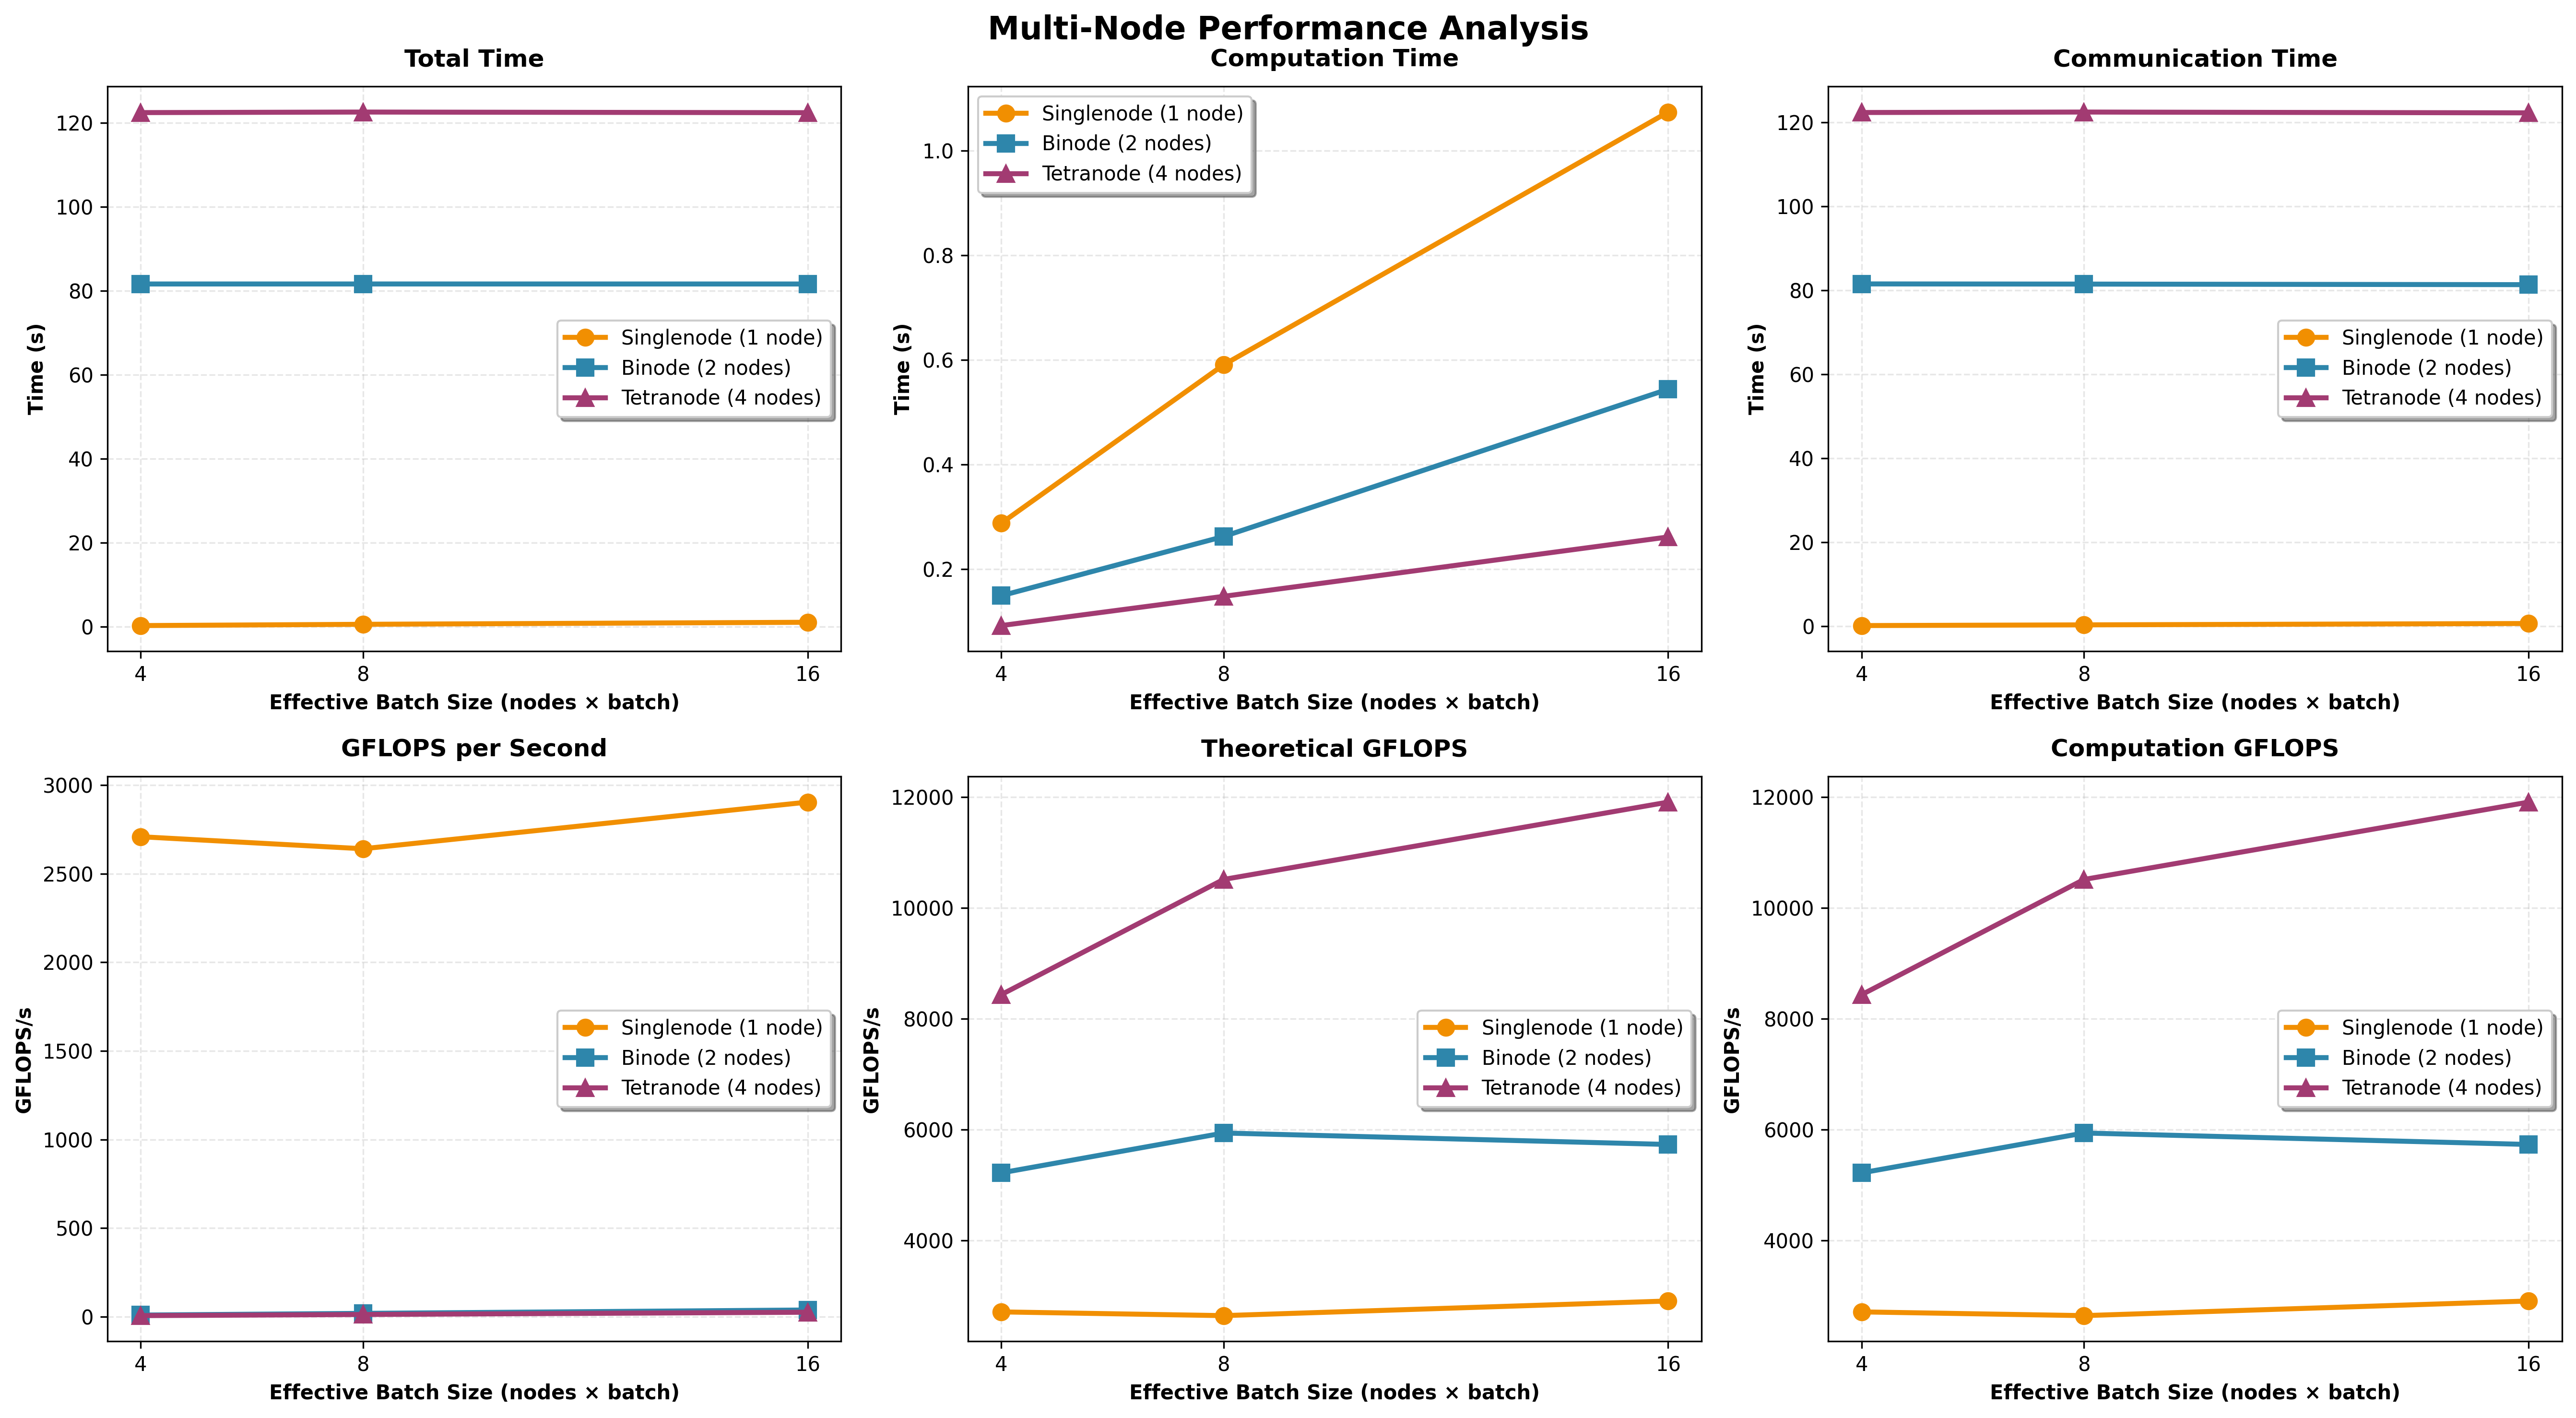 Multi-Node Performance Analysis
Total Time
120
100
80
60
40
20
0
Time (s)
Singlenode (1 node)
Binode (2 nodes)
Tetranode (4 nodes)
4 8 16
Effective Batch Size (nodes × batch)
Computation Time
1.0
0.8
0.6
0.4
0.2
Time (s)
Singlenode (1 node)
Binode (2 nodes)
Tetranode (4 nodes)
4 8 16
Effective Batch Size (nodes × batch)
Communication Time
120
100
80
60
40
20
0
Time (s)
Singlenode (1 node)
Binode (2 nodes)
Tetranode (4 nodes)
4 8 16
Effective Batch Size (nodes × batch)
GFLOPS per Second
3000
2500
2000
1500
1000
500
0
GFLOPS/s
Singlenode (1 node)
Binode (2 nodes)
Tetranode (4 nodes)
4 8 16
Effective Batch Size (nodes × batch)
Theoretical GFLOPS
12000
10000
8000
6000
4000
GFLOPS/s
Singlenode (1 node)
Binode (2 nodes)
Tetranode (4 nodes)
4 8 16
Effective Batch Size (nodes × batch)
Computation GFLOPS
12000
10000
8000
6000
4000
GFLOPS/s
Singlenode (1 node)
Binode (2 nodes)
Tetranode (4 nodes)
4 8 16
Effective Batch Size (nodes × batch)